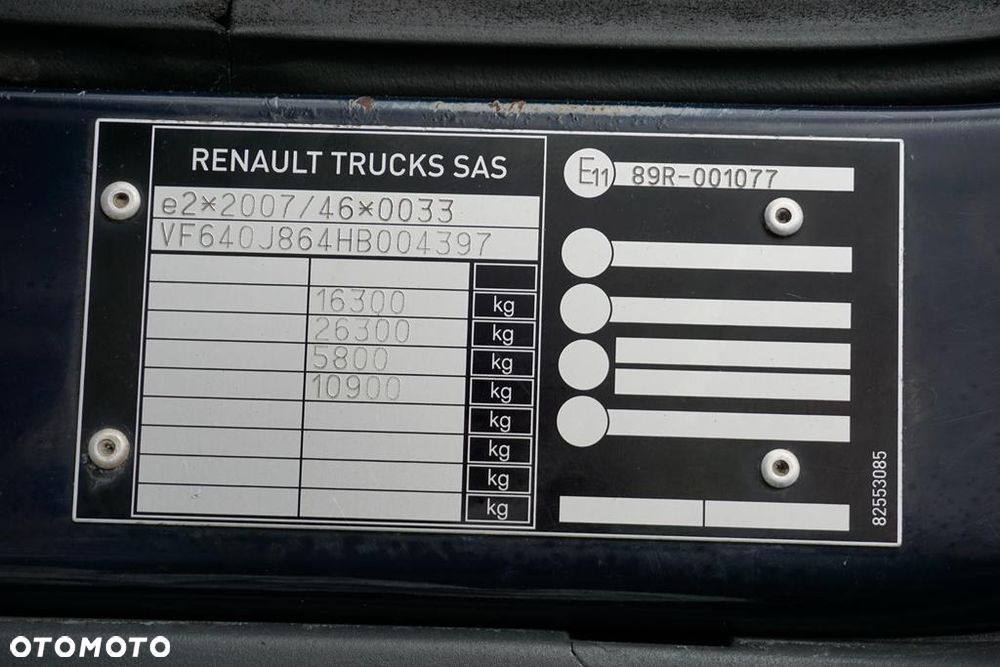 RENAULT TRUCKS SAS
e2*2007/46*0033
VF640J864HB004397
16300 kg
26300 kg
5800 kg
10900 kg
kg
kg
kg
kg
E11 89R-001077
82553085
OTOMOTO